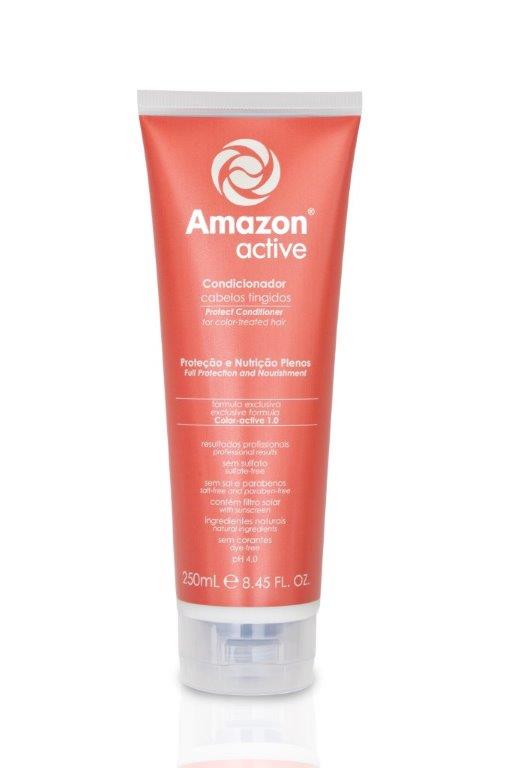 Amazon®
active
Condicionador
cabelos tingidos
Protect Conditioner
for color-treated hair
Proteção e Nutrição Plenos
Full Protection and Nourishment
fórmula exclusiva
exclusive formula
Color-active 1.0
resultados profissionais
professional results
sem sulfato
sulfate-free
sem sal e parabenos
salt-free and paraben-free
contém filtro solar
with sunscreen
ingredientes naturais
natural ingredients
sem corantes
dye-free
pH 4,0
250mL ℮ 8.45 FL. OZ.